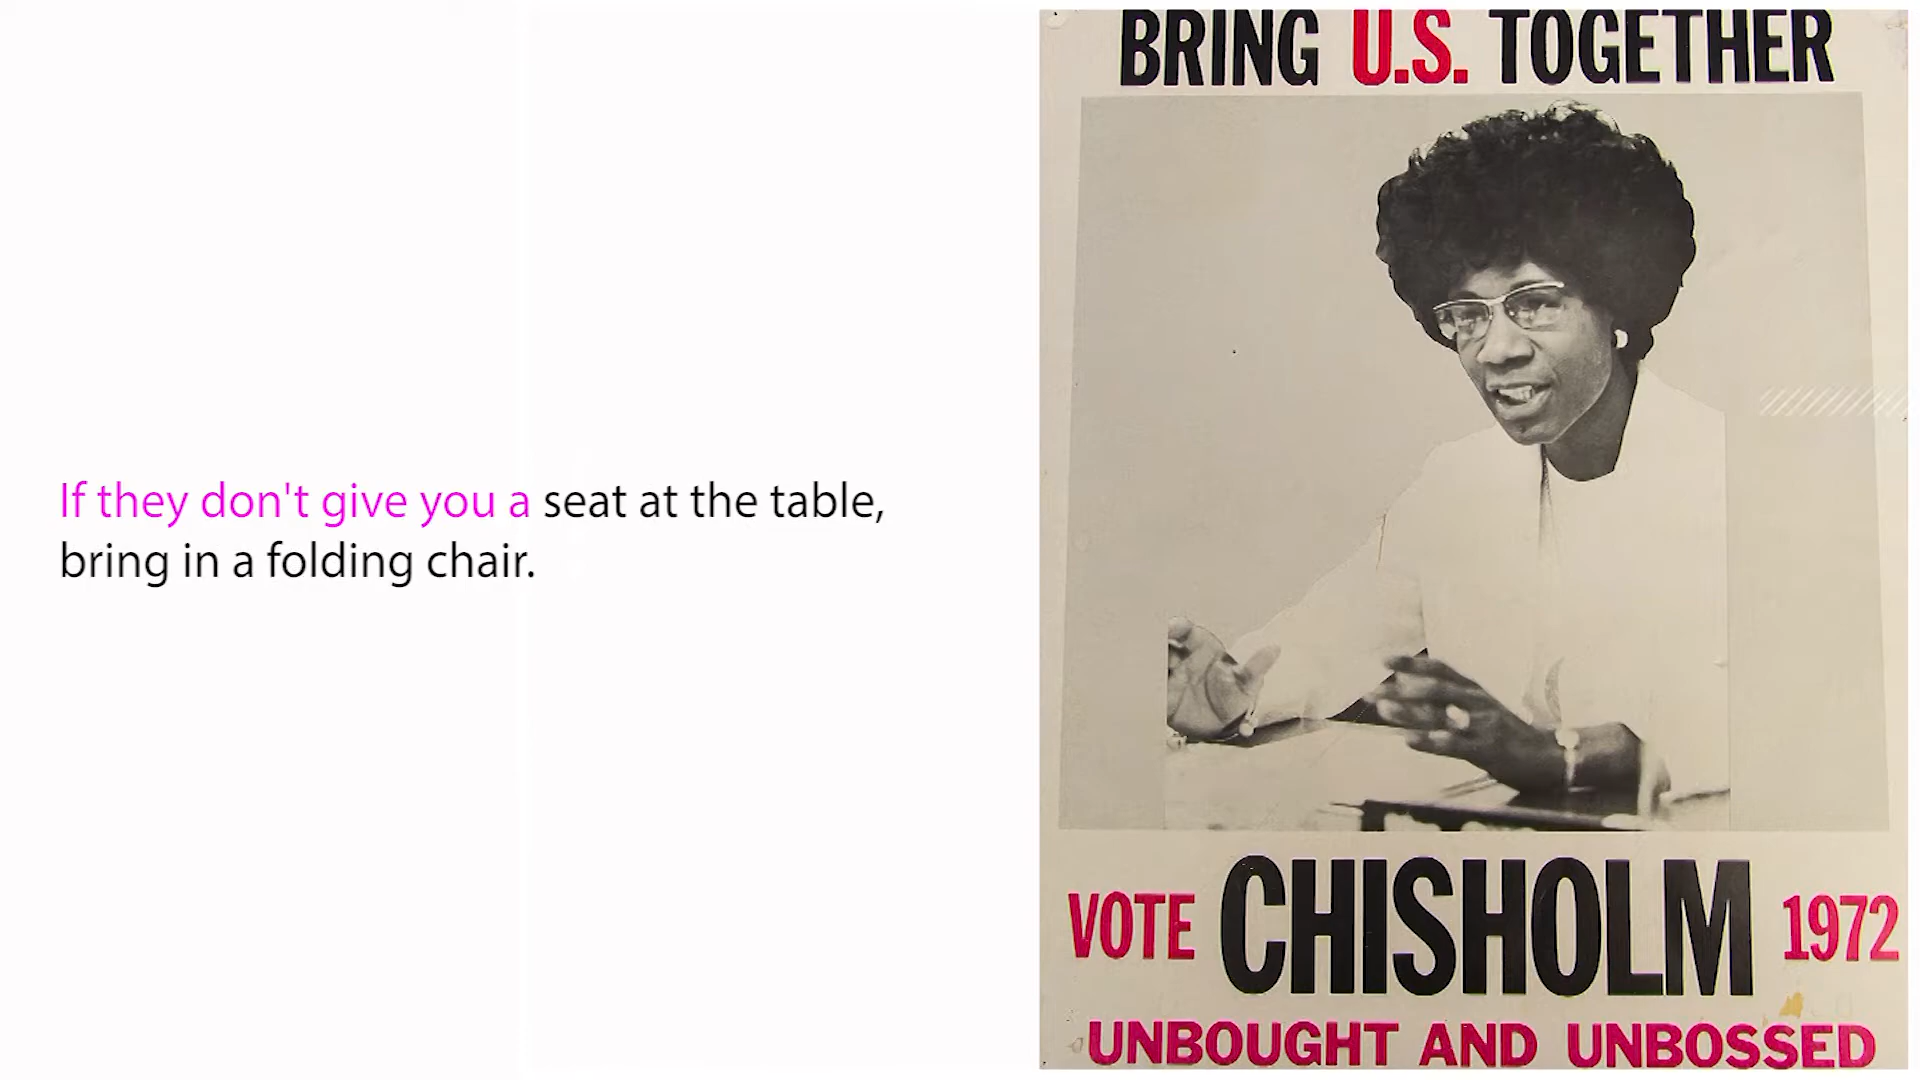 If they don't give you a seat at the table,
bring in a folding chair.
BRING U.S. TOGETHER
VOTE CHISHOLM 1972
UNBOUGHT AND UNBOSSED